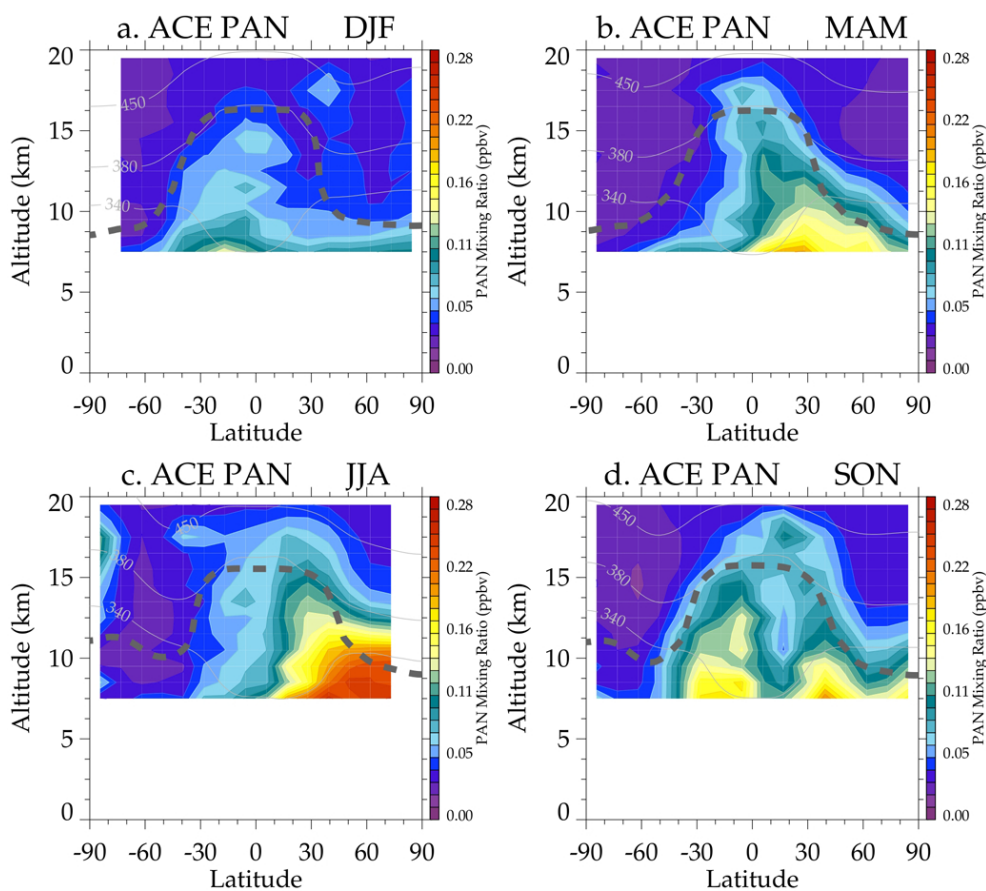 a. ACE PAN DJF
20
15
10
5
0
Altitude (km)
450
380
340
-90 -60 -30 0 30 60 90
Latitude
0.28
0.22
0.16
0.11
0.05
0.00
PAN Mixing Ratio (ppbv)
b. ACE PAN MAM
20
15
10
5
0
Altitude (km)
450
380
340
-90 -60 -30 0 30 60 90
Latitude
0.28
0.22
0.16
0.11
0.05
0.00
PAN Mixing Ratio (ppbv)
c. ACE PAN JJA
20
15
10
5
0
Altitude (km)
450
380
340
-90 -60 -30 0 30 60 90
Latitude
0.28
0.22
0.16
0.11
0.05
0.00
PAN Mixing Ratio (ppbv)
d. ACE PAN SON
20
15
10
5
0
Altitude (km)
450
380
340
-90 -60 -30 0 30 60 90
Latitude
0.28
0.22
0.16
0.11
0.05
0.00
PAN Mixing Ratio (ppbv)